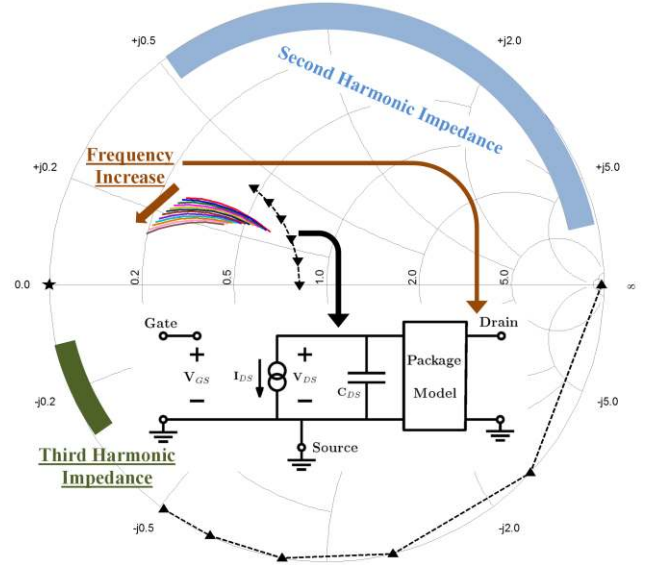 +j0.5
+j2.0
Second Harmonic Impedance
+j0.2
Frequency
Increase
+j5.0
0.0
0.2
0.5
1.0
2.0
5.0
∞
Gate
Drain
+
V_GS
−
I_DS
+
V_DS
−
C_DS
Package
Model
Source
-j0.2
-j5.0
Third Harmonic
Impedance
-j0.5
-j2.0